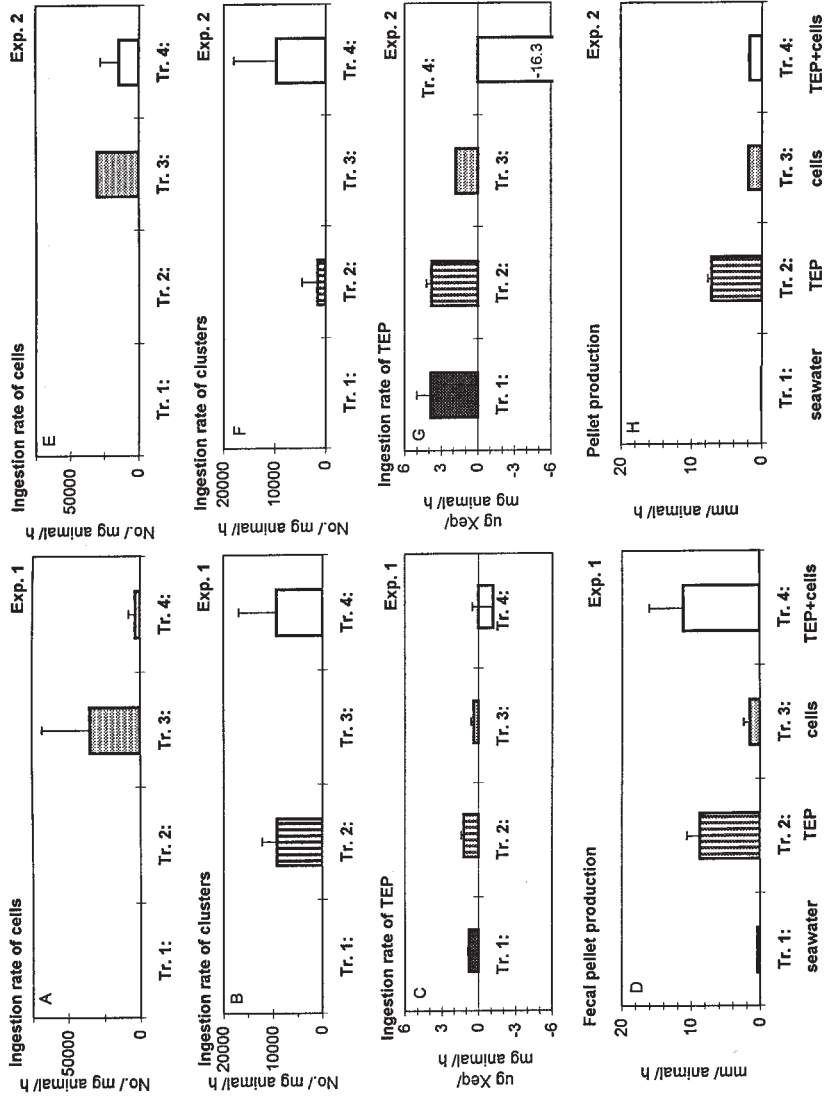 Ingestion rate of cells Exp. 1
A
50000
0
No./ mg animal/ h
Tr. 1: Tr. 2: Tr. 3: Tr. 4:
Ingestion rate of clusters Exp. 1
B
20000
10000
0
No./ mg animal/ h
Tr. 1: Tr. 2: Tr. 3: Tr. 4:
Ingestion rate of TEP Exp. 1
C
6
3
0
-3
-6
ug Xeq/
mg animal/ h
Tr. 1: Tr. 2: Tr. 3: Tr. 4:
Fecal pellet production Exp. 1
D
20
10
0
mm/ animal/ h
Tr. 1: Tr. 2: Tr. 3: Tr. 4:
seawater TEP cells TEP+cells
Ingestion rate of cells Exp. 2
E
50000
0
No./ mg animal/ h
Tr. 1: Tr. 2: Tr. 3: Tr. 4:
Ingestion rate of clusters Exp. 2
F
20000
10000
0
No./ mg animal/ h
Tr. 1: Tr. 2: Tr. 3: Tr. 4:
Ingestion rate of TEP Exp. 2
G
6
3
0
-3
-6
ug Xeq/
mg animal/ h
Tr. 4:
-16.3
Tr. 1: Tr. 2: Tr. 3:
Pellet production Exp. 2
H
20
10
0
mm/ animal/ h
Tr. 1: Tr. 2: Tr. 3: Tr. 4:
seawater TEP cells TEP+cells